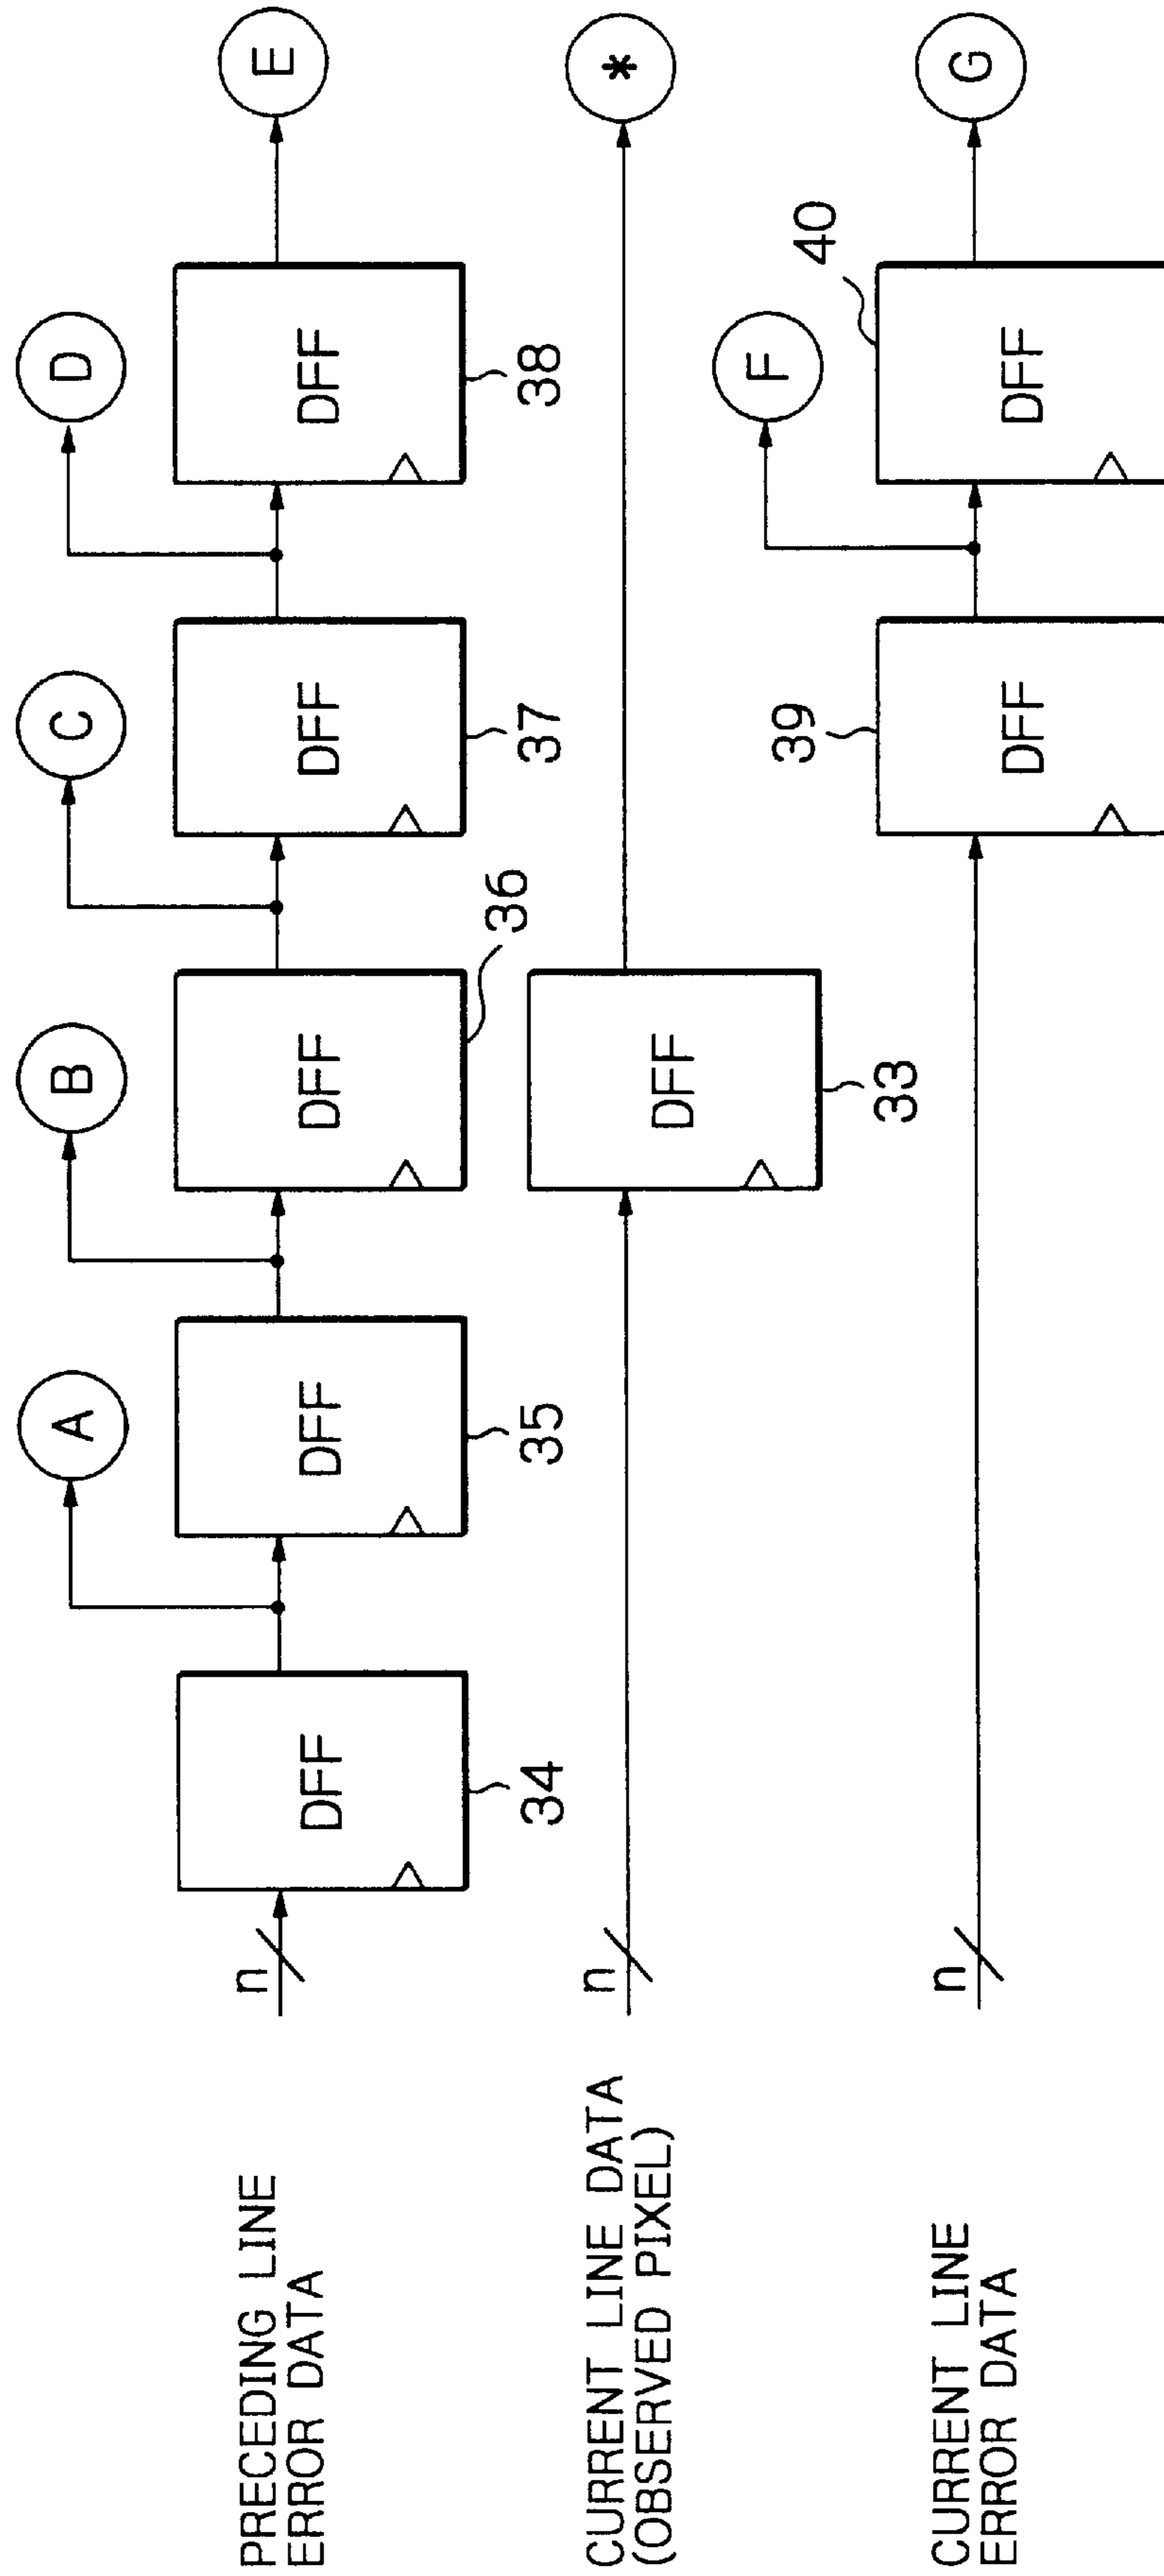 PRECEDING LINE
ERROR DATA
n
DFF
34
A
DFF
35
B
DFF
36
C
DFF
37
D
DFF
38
E
CURRENT LINE DATA
(OBSERVED PIXEL)
n
DFF
33
*
CURRENT LINE
ERROR DATA
n
DFF
39
F
DFF
40
G